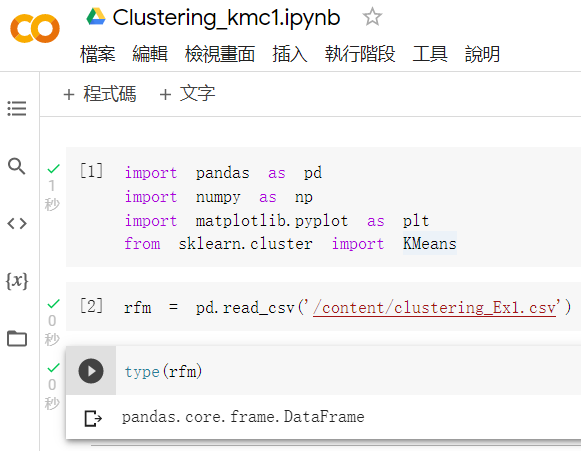 Clustering_kmc1.ipynb
檔案 編輯 檢視畫面 插入 執行階段 工具 說明
+ 程式碼 + 文字
[1] import pandas as pd
1 import numpy as np
秒 import matplotlib.pyplot as plt
from sklearn.cluster import KMeans
[2] rfm = pd.read_csv('/content/clustering_Ex1.csv')
0
秒
type(rfm)
0
秒
pandas.core.frame.DataFrame
{x}